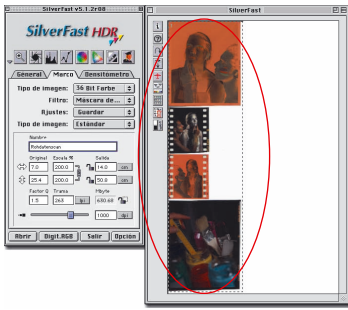 SilverFast v5.1.2r08
SilverFast HDR
General
Marco
Densitómetro
Tipo de imagen: 36 Bit Farbe
Filtro: Máscara de...
Ajustes: Guardar
Tipo de imagen: Estándar
Nombre
Rohdatenscan
Original Escala % Salida
7.0 200.0 14.0 cm
25.4 200.0 50.8 cm
Factor Q Trama Mbyte
1.5 263 lpi 630.68
1000 dpi
Abrir Digit.RGB Salir Opción
SilverFast